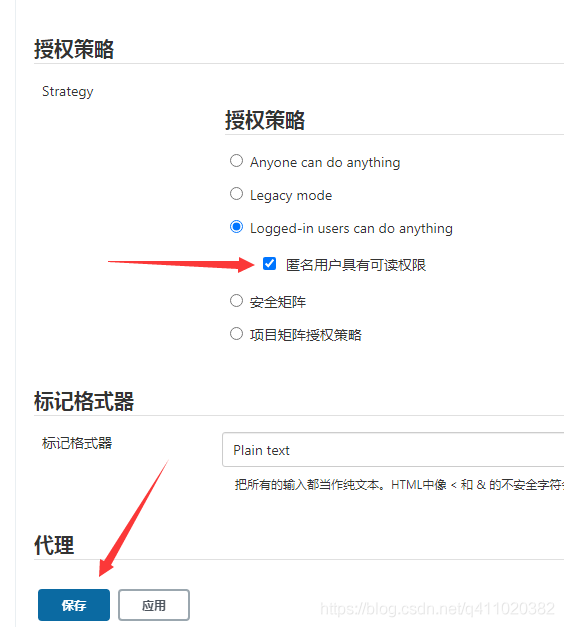 授权策略
Strategy
授权策略
Anyone can do anything
Legacy mode
Logged-in users can do anything
匿名用户具有可读权限
安全矩阵
项目矩阵授权策略
标记格式器
标记格式器
Plain text
把所有的输入都当作纯文本。HTML中像 < 和 & 的不安全字符
代理
保存
应用
https://blog.csdn.net/q411020382